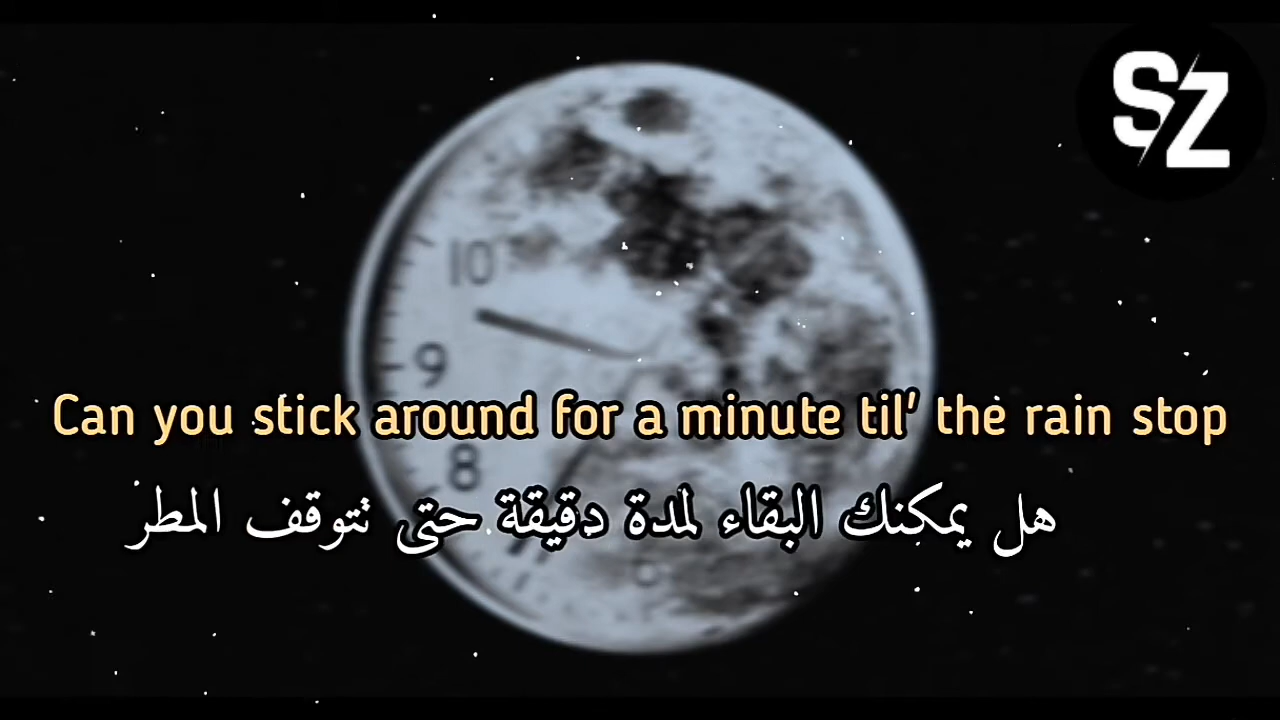 SZ
10
9
Can you stick around for a minute til' the rain stop
8
هل يمكنك البقاء لمدة دقيقة حتى تتوقف المطر